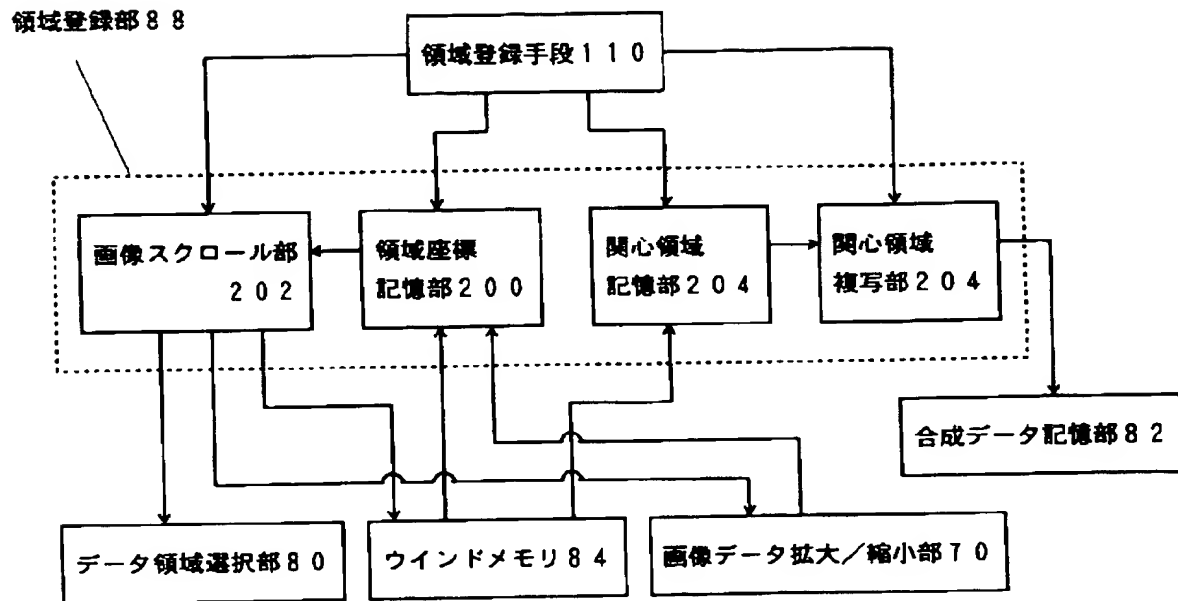 領域登録部８８
領域登録手段１１０
画像スクロール部
２０２
領域座標
記憶部２００
関心領域
記憶部２０４
関心領域
複写部２０４
合成データ記憶部８２
データ領域選択部８０
ウインドメモリ８４
画像データ拡大／縮小部７０